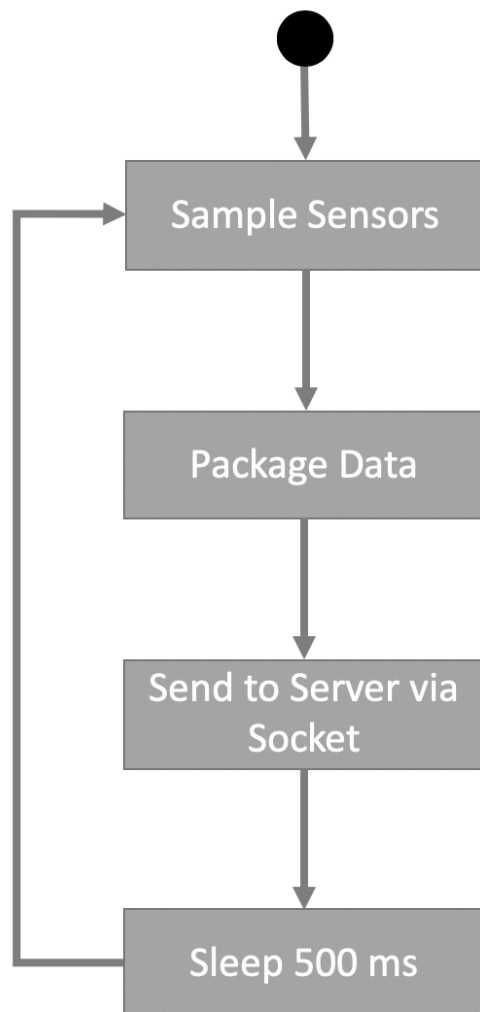 Sample Sensors
Package Data
Send to Server via
Socket
Sleep 500 ms